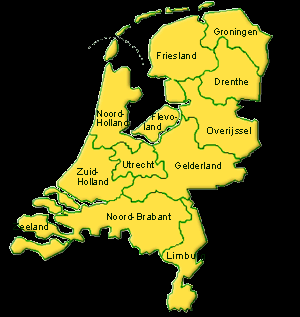 Groningen
Friesland
Drenthe
Noord-
Holland
Flevo-
land
Overijssel
Utrecht
Gelderland
Zuid-
Holland
Noord-Brabant
eeland
Limbu